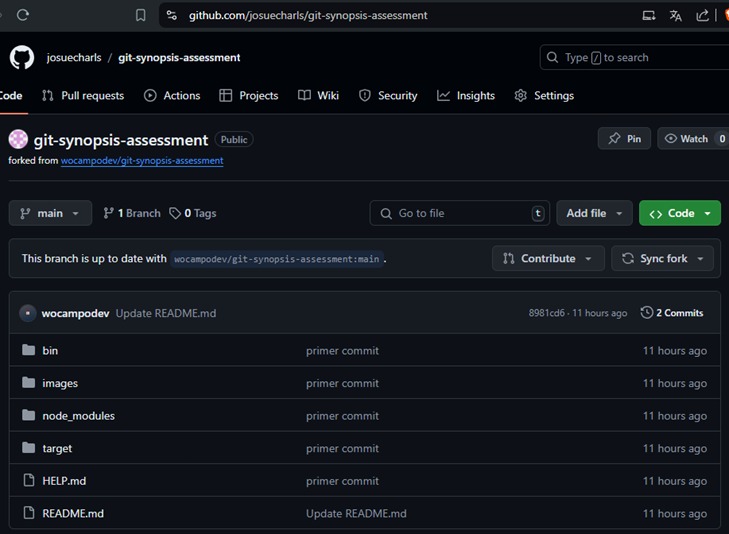 github.com/josuecharls/git-synopsis-assessment
josuecharls / git-synopsis-assessment
Type / to search
Code Pull requests Actions Projects Wiki Security Insights Settings
git-synopsis-assessment Public
Pin Watch 0
forked from wocampodev/git-synopsis-assessment
main 1 Branch 0 Tags Go to file t Add file Code
This branch is up to date with wocampodev/git-synopsis-assessment:main. Contribute Sync fork
wocampodev Update README.md 8981cd6 · 11 hours ago 2 Commits
bin primer commit 11 hours ago
images primer commit 11 hours ago
node_modules primer commit 11 hours ago
target primer commit 11 hours ago
HELP.md primer commit 11 hours ago
README.md Update README.md 11 hours ago